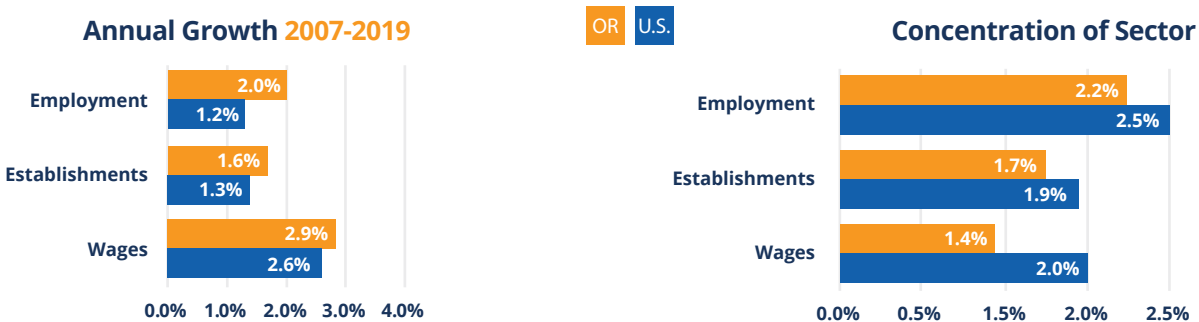 Annual Growth 2007-2019
Employment
2.0%
1.2%
Establishments
1.6%
1.3%
Wages
2.9%
2.6%
0.0% 1.0% 2.0% 3.0% 4.0%
OR U.S.
Concentration of Sector
Employment
2.2%
2.5%
Establishments
1.7%
1.9%
Wages
1.4%
2.0%
0.0% 0.5% 1.5% 2.0% 2.5%